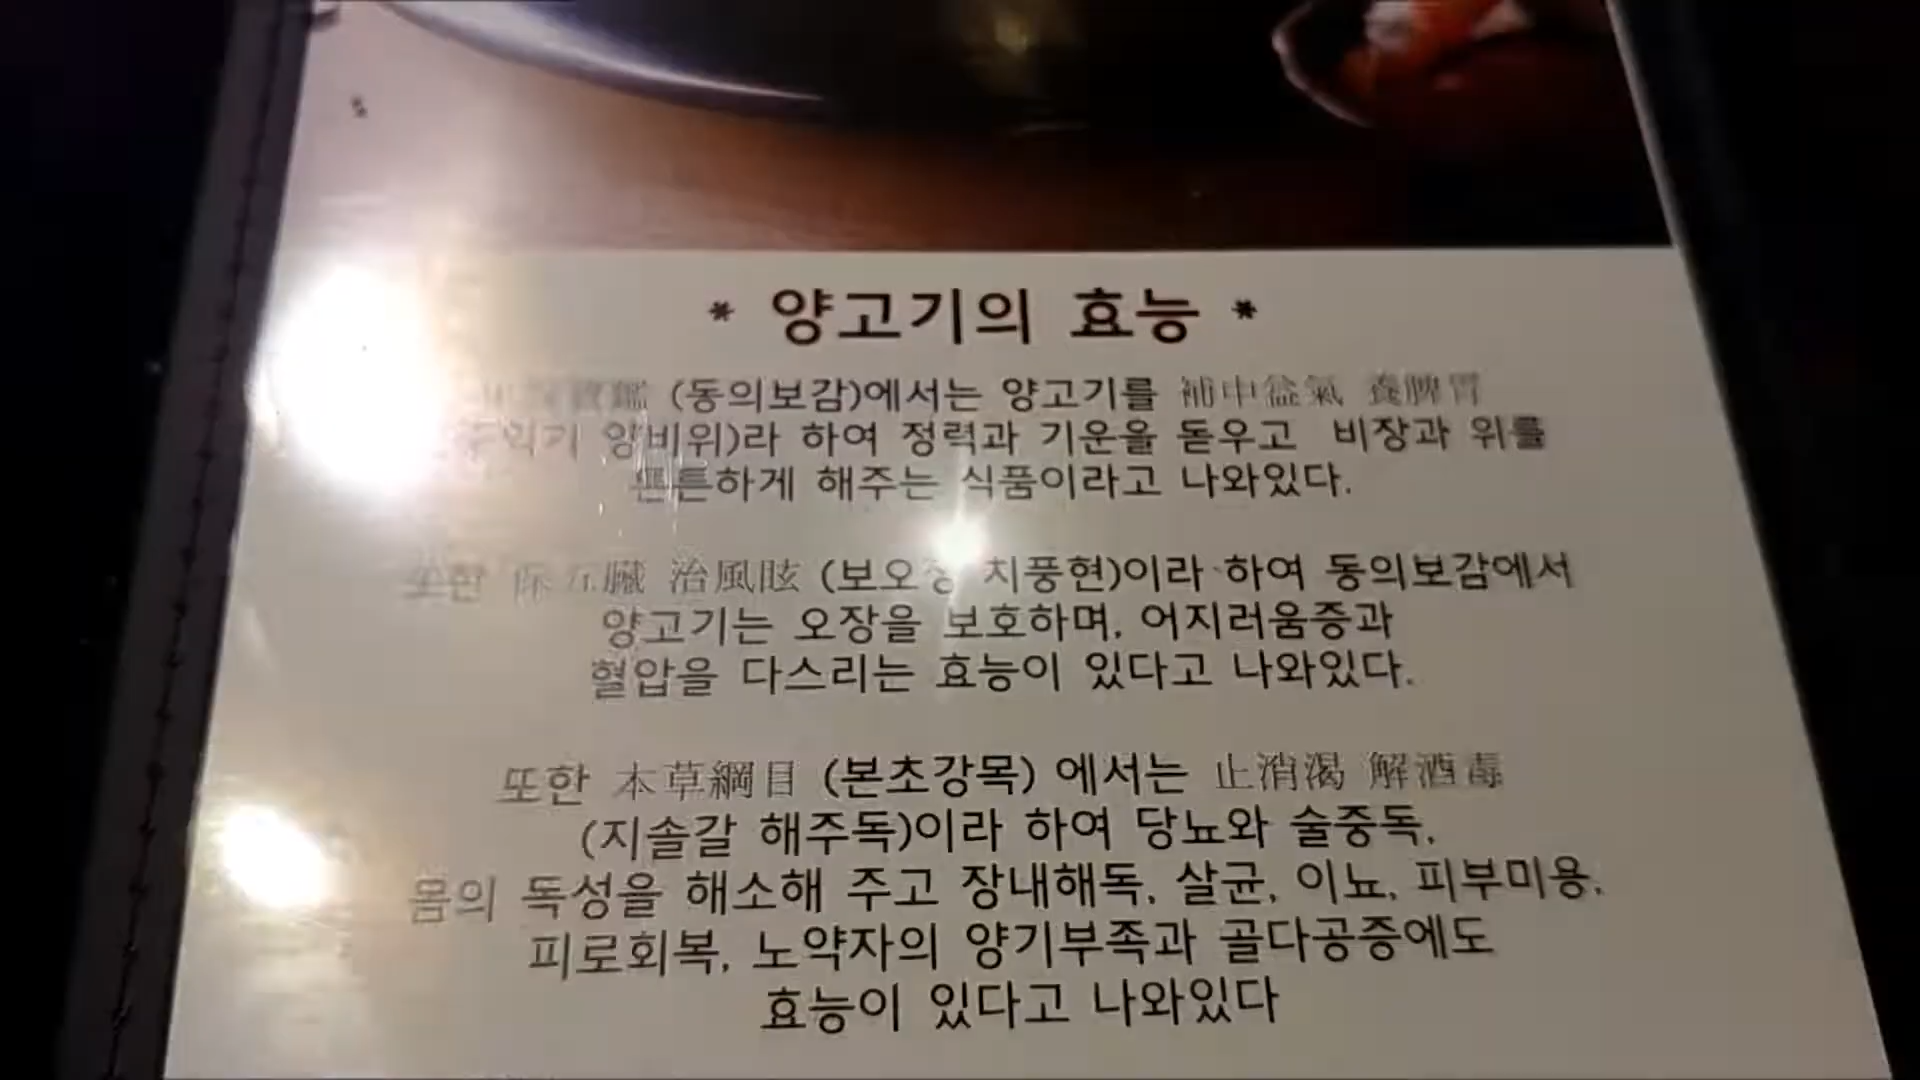 * 양고기의 효능 *
(동의보감)에서는 양고기를 補中益氣 養脾胃
양비위)라 하여 정력과 기운을 돋우고 비장과 위를
튼튼하게 해주는 식품이라고 나와있다.
또한 保五臟 治風眩 (보오장 치풍현)이라 하여 동의보감에서
양고기는 오장을 보호하며, 어지러움증과
혈압을 다스리는 효능이 있다고 나와있다.
또한 本草綱目 (본초강목) 에서는 止消渴 解酒毒
(지솔갈 해주독)이라 하여 당뇨와 술중독,
몸의 독성을 해소해 주고 장내해독, 살균, 이뇨, 피부미용,
피로회복, 노약자의 양기부족과 골다공증에도
효능이 있다고 나와있다